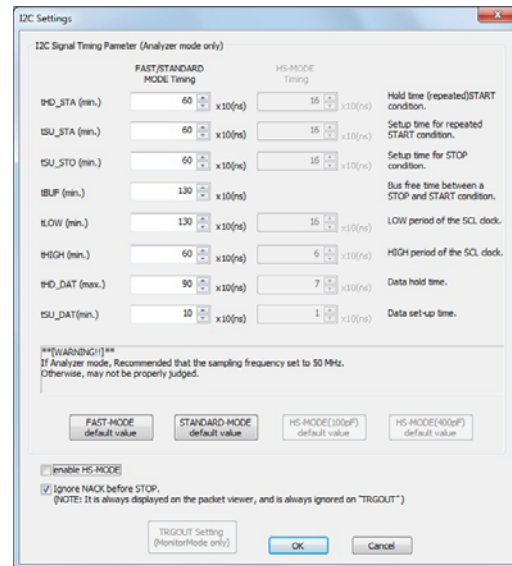 I2C Settings
I2C Signal Timing Pameter (Analyzer mode only)
FAST/STANDARD HS-MODE
MODE Timing Timing
tHD_STA (min.) 60 x10(ns) 16 x10(ns) Hold time (repeated)START
condition.
tSU_STA (min.) 60 x10(ns) 16 x10(ns) Setup time for repeated
START condition.
tSU_STO (min.) 60 x10(ns) 16 x10(ns) Setup time for STOP
condition.
tBUF (min.) 130 x10(ns) Bus free time between a
STOP and START condition.
tLOW (min.) 130 x10(ns) 16 x10(ns) LOW period of the SCL clock.
tHIGH (min.) 60 x10(ns) 6 x10(ns) HIGH period of the SCL clock.
tHD_DAT (max.) 90 x10(ns) 7 x10(ns) Data hold time.
tSU_DAT(min.) 10 x10(ns) 1 x10(ns) Data set-up time.
**[WARNING!!]**
If Analyzer mode, Recommended that the sampling frequency set to 50 MHz.
Otherwise, may not be properly judged.
FAST-MODE STANDARD-MODE HS-MODE(100pF) HS-MODE(400pF)
default value default value default value default value
enable HS-MODE
Ignore NACK before STOP.
(NOTE: It is always displayed on the packet viewer, and is always ignored on "TRGOUT")
TRGOUT Setting
(MonitorMode only)
OK Cancel